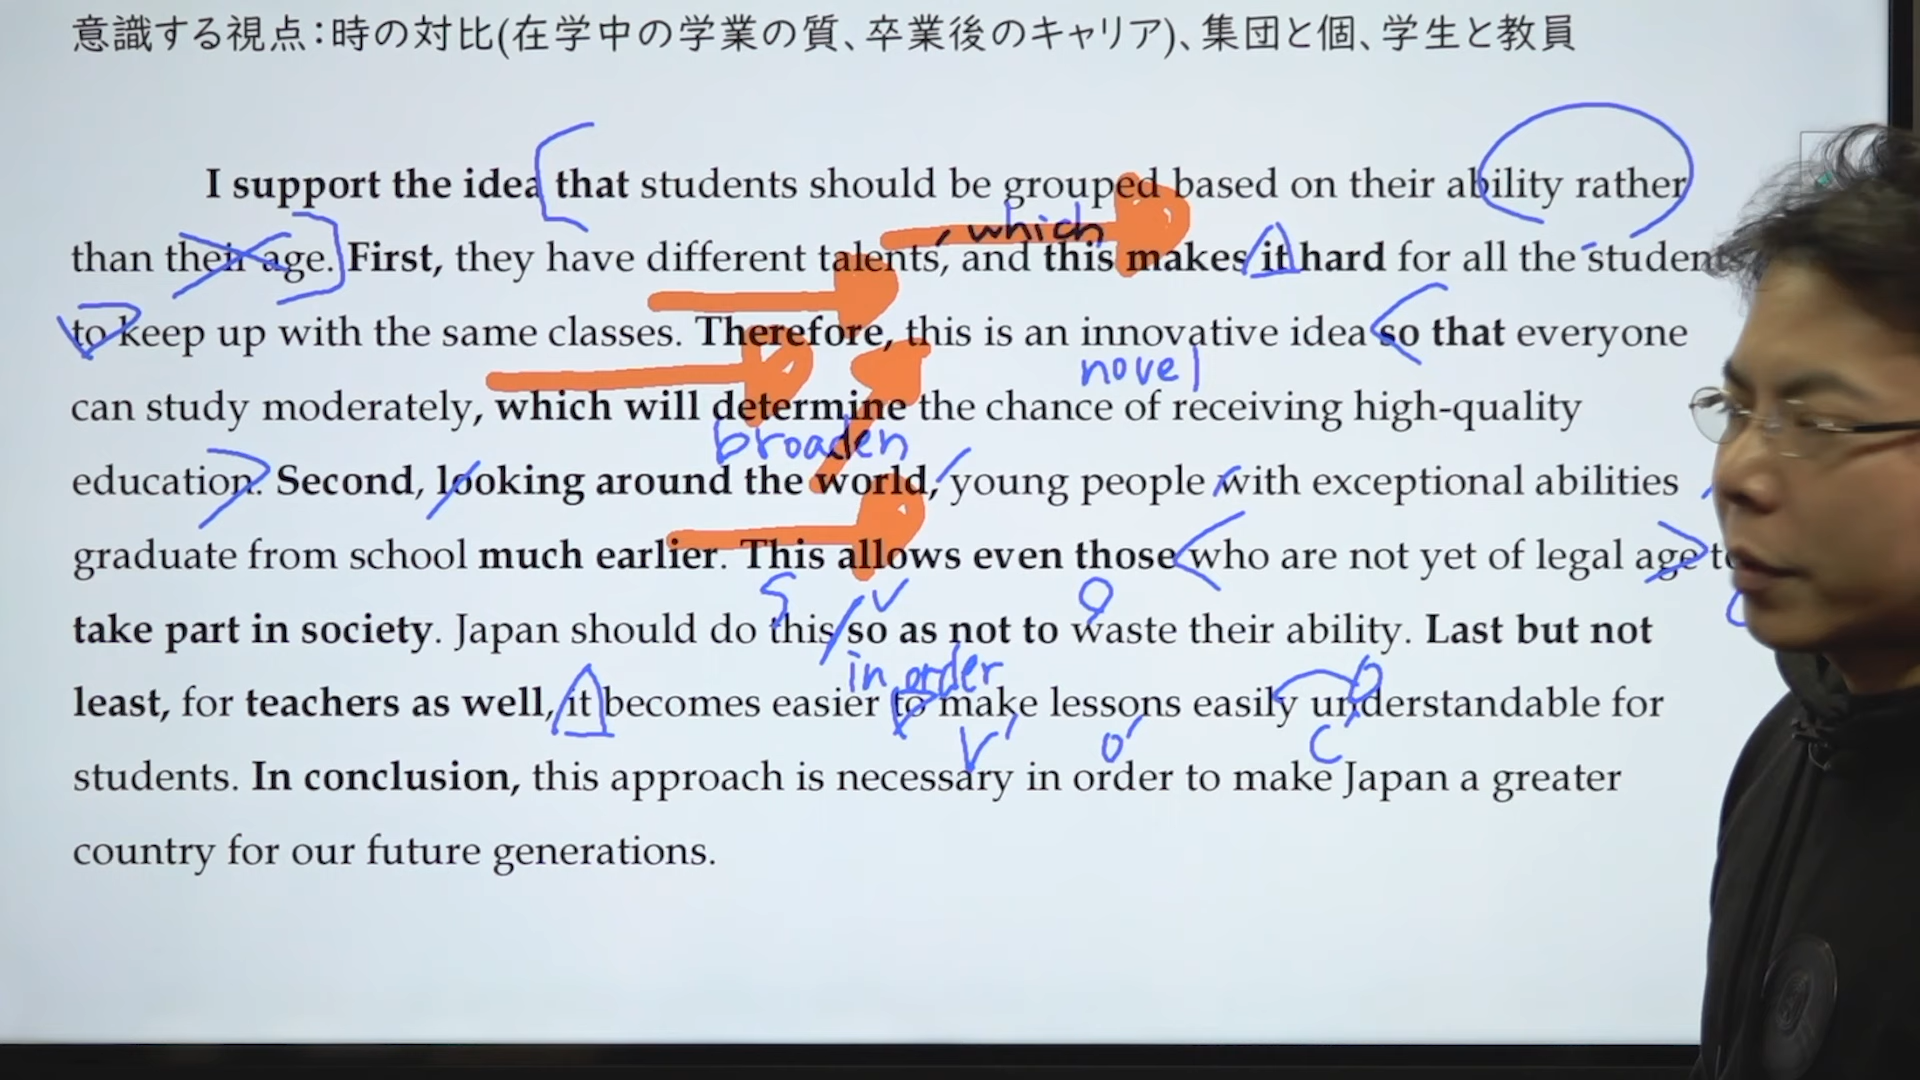 意識する視点：時の対比(在学中の学業の質、卒業後のキャリア)、集団と個、学生と教員
I support the idea that students should be grouped based on their ability rather
which
than their age. First, they have different talents, and this makes it hard for all the students
to keep up with the same classes. Therefore, this is an innovative idea so that everyone
novel
can study moderately, which will determine the chance of receiving high-quality
broaden
education. Second, looking around the world, young people with exceptional abilities
graduate from school much earlier. This allows even those who are not yet of legal age to
S V O
take part in society. Japan should do this so as not to waste their ability. Last but not
in order
least, for teachers as well, it becomes easier to make lessons easily understandable for
V' O' C'
students. In conclusion, this approach is necessary in order to make Japan a greater
country for our future generations.